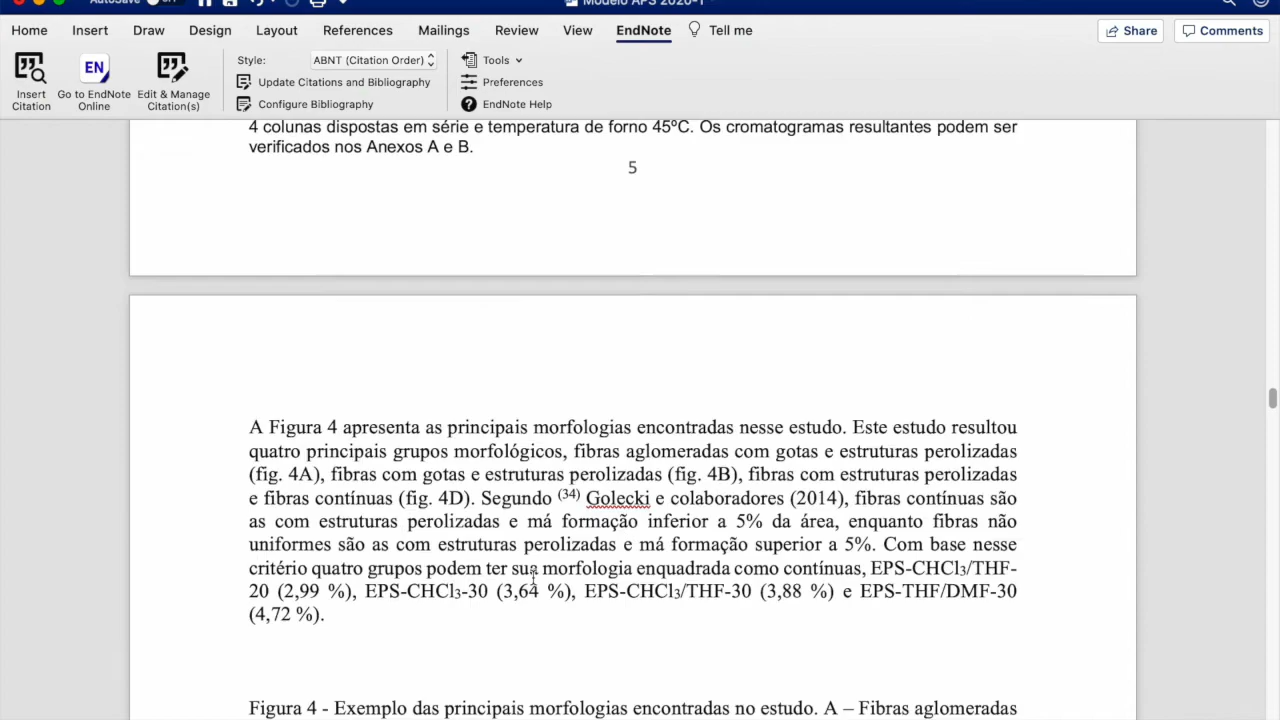 AutoSave
Modelo APS 2020-1
Home Insert Draw Design Layout References Mailings Review View EndNote Tell me
Share Comments
Insert Citation
Go to EndNote Online
Edit & Manage Citation(s)
Style: ABNT (Citation Order)
Update Citations and Bibliography
Configure Bibliography
Tools
Preferences
EndNote Help
4 colunas dispostas em série e temperatura de forno 45ºC. Os cromatogramas resultantes podem ser
verificados nos Anexos A e B.
5
A Figura 4 apresenta as principais morfologias encontradas nesse estudo. Este estudo resultou
quatro principais grupos morfológicos, fibras aglomeradas com gotas e estruturas perolizadas
(fig. 4A), fibras com gotas e estruturas perolizadas (fig. 4B), fibras com estruturas perolizadas
e fibras contínuas (fig. 4D). Segundo (34) Golecki e colaboradores (2014), fibras contínuas são
as com estruturas perolizadas e má formação inferior a 5% da área, enquanto fibras não
uniformes são as com estruturas perolizadas e má formação superior a 5%. Com base nesse
critério quatro grupos podem ter sua morfologia enquadrada como contínuas, EPS-CHCl₃/THF-
20 (2,99 %), EPS-CHCl₃-30 (3,64 %), EPS-CHCl₃/THF-30 (3,88 %) e EPS-THF/DMF-30
(4,72 %).
Figura 4 - Exemplo das principais morfologias encontradas no estudo. A – Fibras aglomeradas